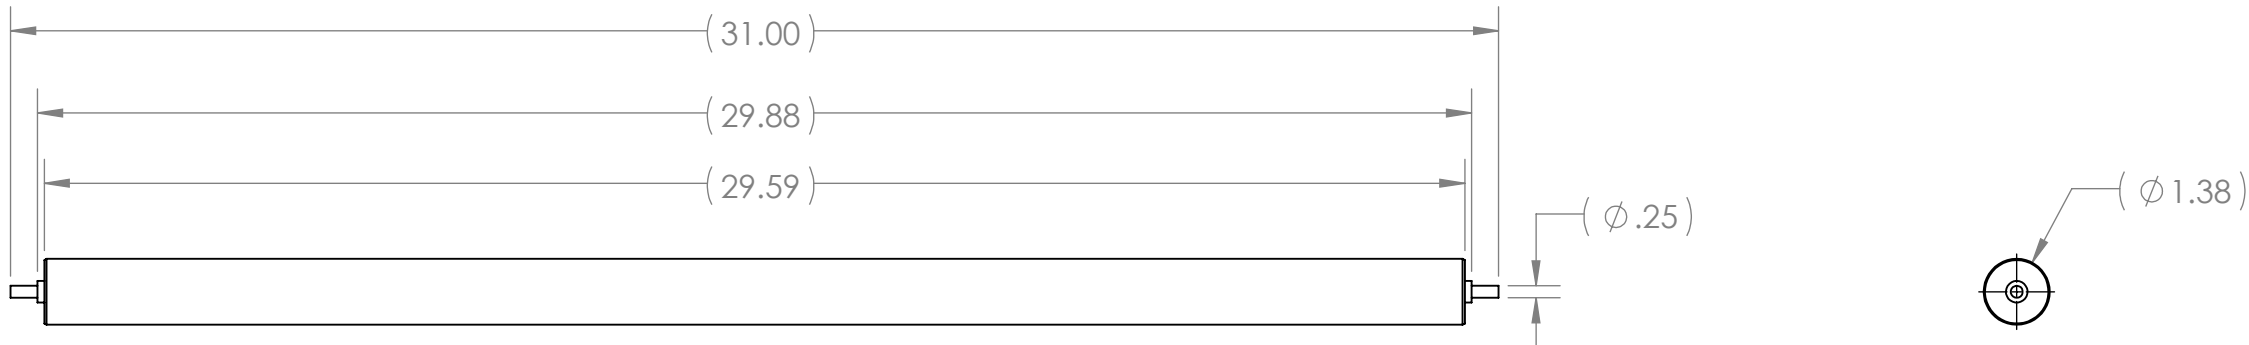 ( 31.00 )
( 29.88 )
( 29.59 )
( ⌀ .25 )
( ⌀ 1.38 )